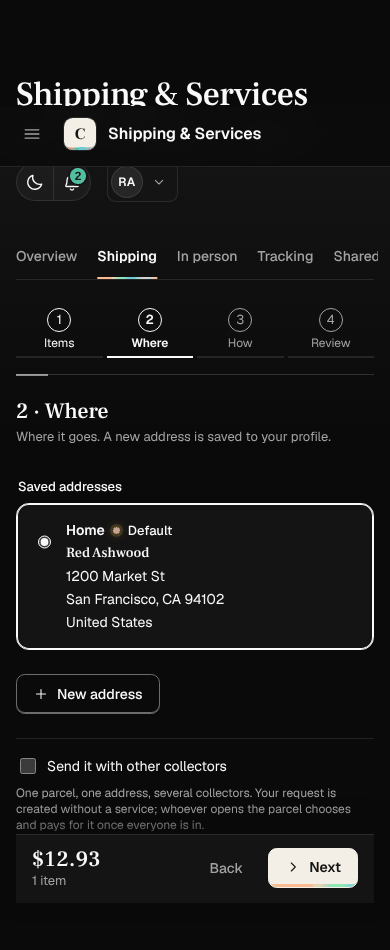 Shipping & Services
C
Shipping & Services
2
RA
Overview Shipping In person Tracking Shared
1 2 3 4
Items Where How Review
2 · Where
Where it goes. A new address is saved to your profile.
Saved addresses
Home Default
Red Ashwood
1200 Market St
San Francisco, CA 94102
United States
+ New address
Send it with other collectors
One parcel, one address, several collectors. Your request is
created without a service; whoever opens the parcel chooses
and pays for it once everyone is in.
$12.93
1 item
Back
Next